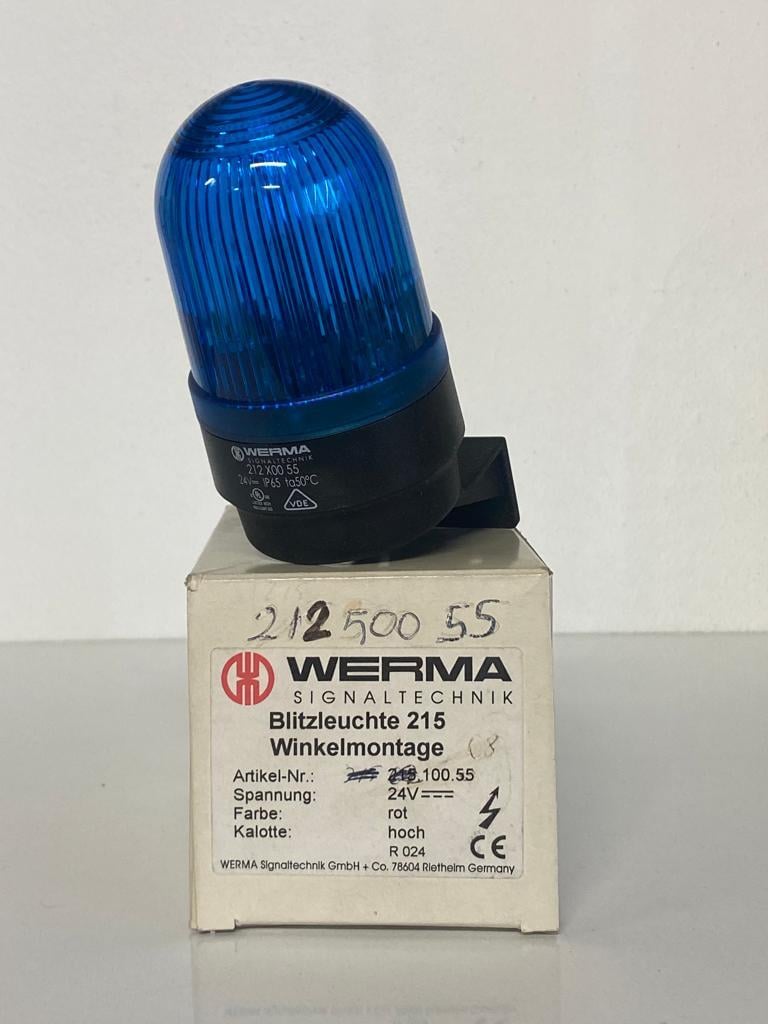 WERMA
SIGNALTECHNIK
212 X00 55
24V⎓ IP65 ta50°C
VDE
212 500 55
WERMA
SIGNALTECHNIK
Blitzleuchte 215
Winkelmontage
Artikel-Nr.: 215.100.55
Spannung: 24V⎓
Farbe: rot
Kalotte: hoch
R 024
CE
WERMA Signaltechnik GmbH + Co. 78604 Rietheim Germany